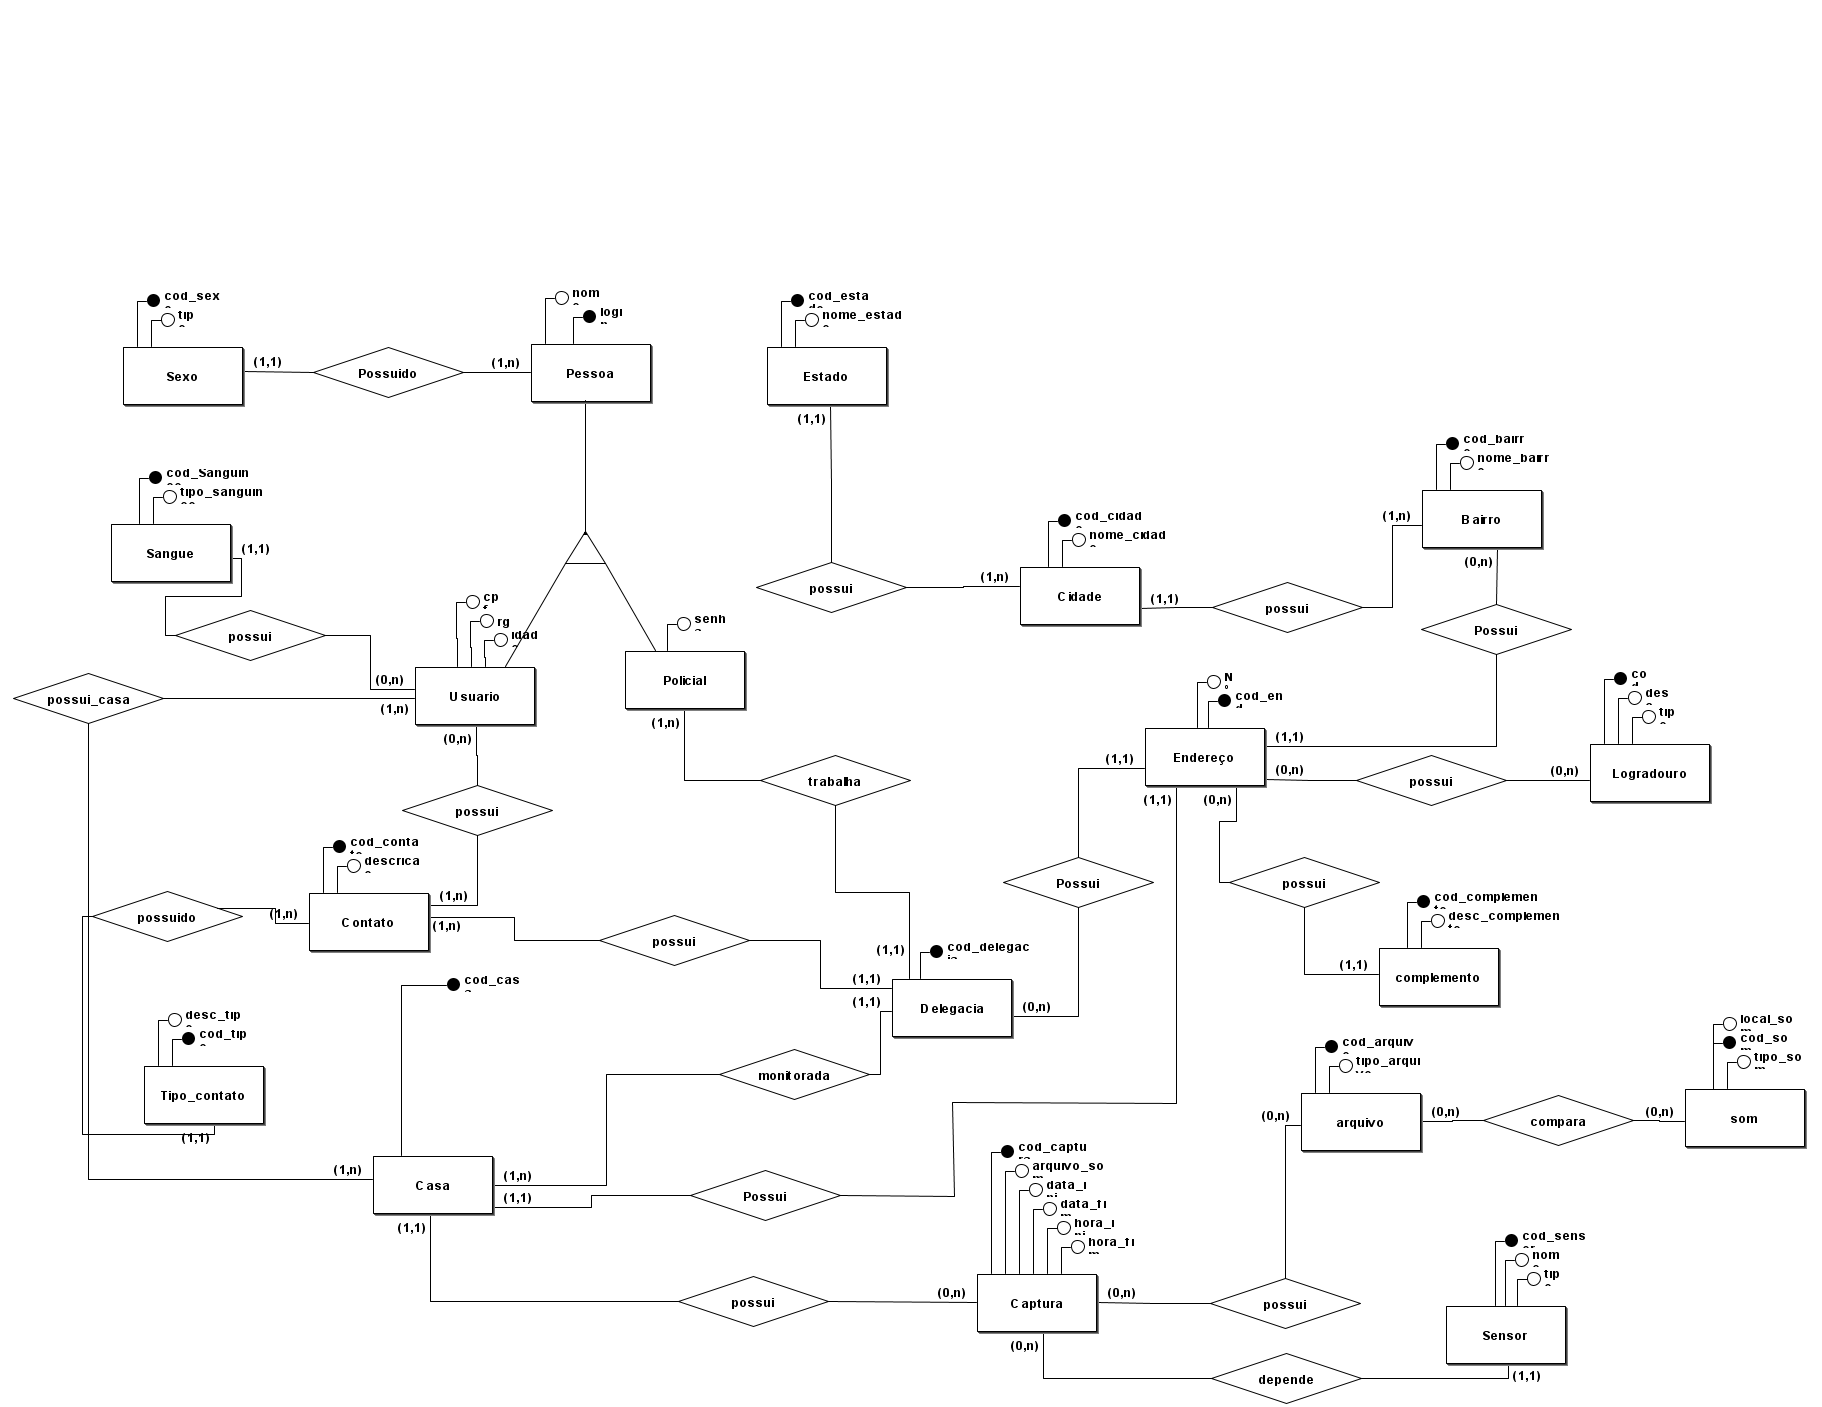 cod_sex
tip
Sexo
(1,1)
Possuido
(1,n)
nom
logi
Pessoa
cod_esta
nome_estad
Estado
(1,1)
cod_bairr
nome_bairr
Bairro
(1,n)
(0,n)
cod_Sanguin
tipo_sanguin
Sangue
(1,1)
possui
(0,n)
possui
(1,n)
cod_cidad
nome_cidad
Cidade
(1,1)
possui
Possui
cp
rg
idad
Usuario
(1,n)
(0,n)
possui_casa
senh
Policial
(1,n)
trabalha
N
cod_en
Endereço
(1,1)
(1,1)
(0,n)
(1,1)
(0,n)
possui
(0,n)
co
des
tip
Logradouro
possui
cod_conta
descrica
Contato
(1,n)
(1,n)
(1,n)
possuido
possui
(1,1)
(1,1)
(1,1)
cod_delegac
Delegacia
(0,n)
Possui
possui
cod_complemen
desc_complemen
complemento
(1,1)
cod_cas
desc_tip
cod_tip
Tipo_contato
(1,1)
monitorada
cod_arquiv
tipo_arqui
vo
arquivo
(0,n)
(0,n)
compara
(0,n)
local_so
cod_so
tipo_so
som
Casa
(1,n)
(1,n)
(1,1)
(1,1)
Possui
cod_captu
arquivo_so
data_i
data_fi
hora_i
hora_fi
Captura
(0,n)
(0,n)
(0,n)
possui
possui
cod_sens
nom
tip
Sensor
(1,1)
depende